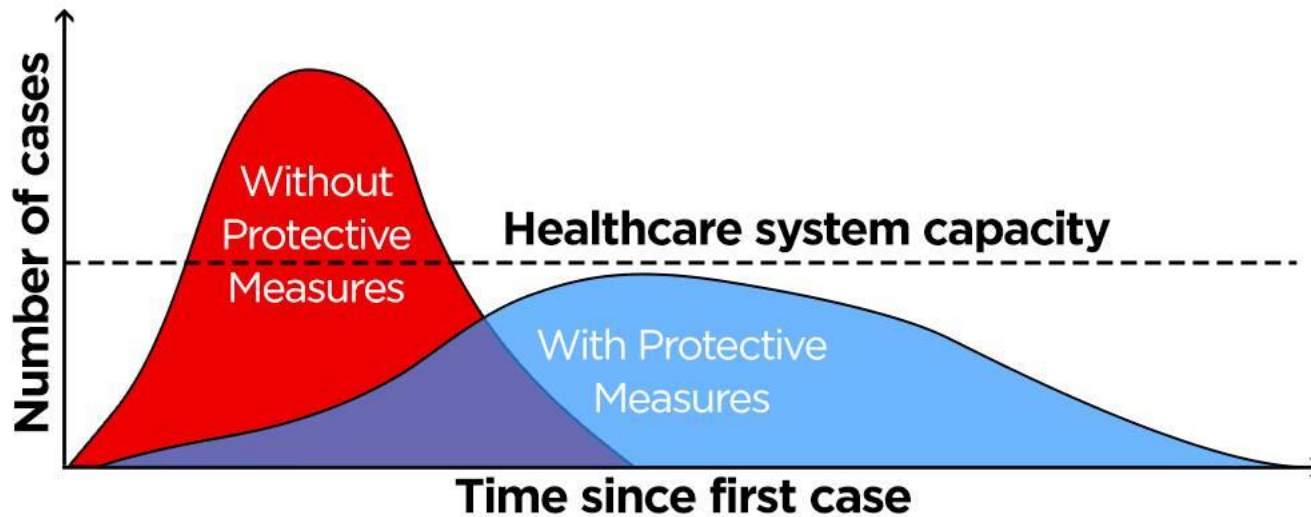 Number of cases
Without
Protective
Measures
Healthcare system capacity
With Protective
Measures
Time since first case